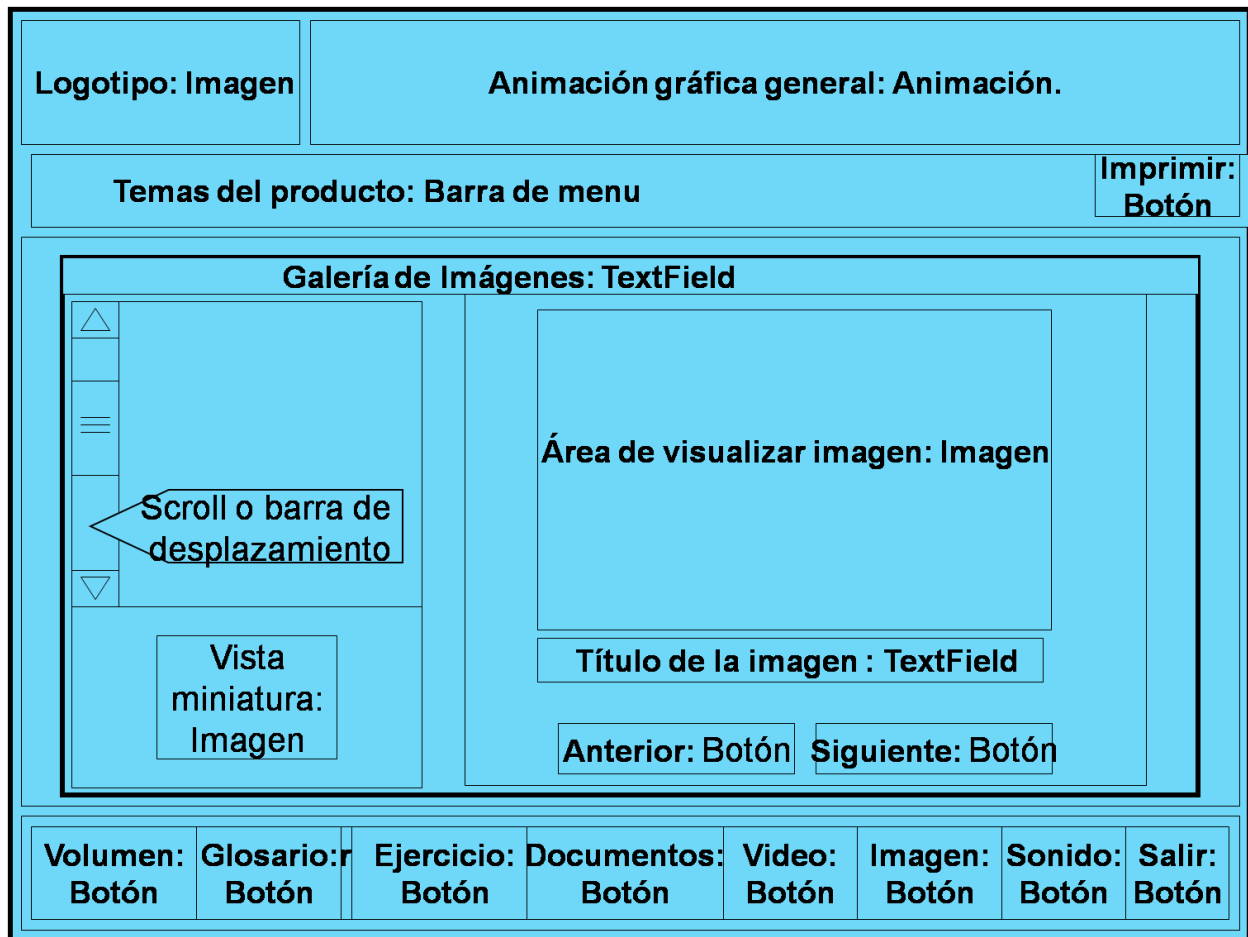 Logotipo: Imagen
Animación gráfica general: Animación.
Temas del producto: Barra de menu
Imprimir:
Botón
Galería de Imágenes: TextField
Área de visualizar imagen: Imagen
Scroll o barra de
desplazamiento
Vista
miniatura:
Imagen
Título de la imagen : TextField
Anterior: Botón
Siguiente: Botón
Volumen:
Botón
Glosario:r
Botón
Ejercicio:
Botón
Documentos:
Botón
Video:
Botón
Imagen:
Botón
Sonido:
Botón
Salir:
Botón